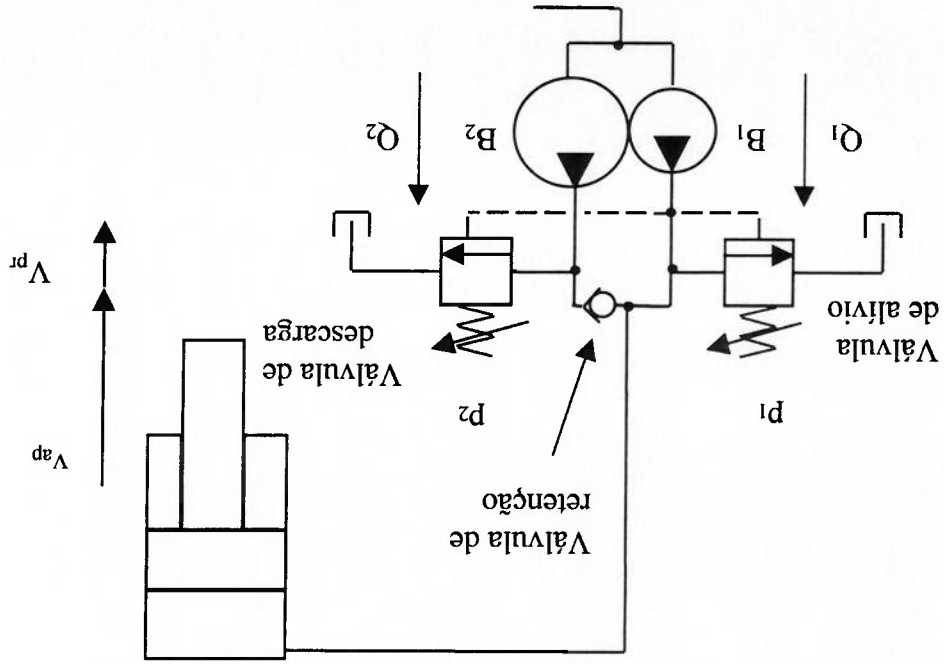 Válvula de
retenção
v_ap
p₂
p₁
Válvula de
descarga
Válvula
de alívio
V_pr
Q₂
B₂
B₁
Q₁